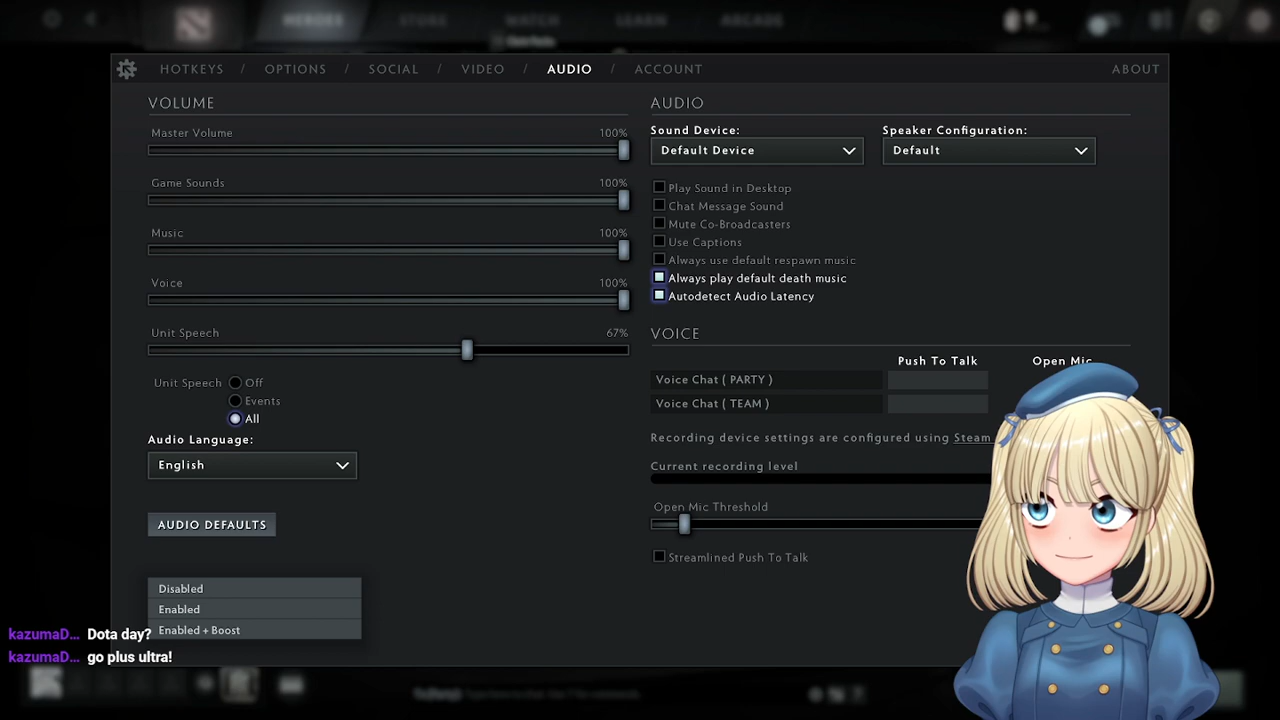 HEROES STORE WATCH LEARN ARCADE
HOTKEYS / OPTIONS / SOCIAL / VIDEO / AUDIO / ACCOUNT ABOUT
VOLUME
Master Volume 100%
Game Sounds 100%
Music 100%
Voice 100%
Unit Speech 67%
Unit Speech Off
Events
All
Audio Language:
English
AUDIO DEFAULTS
Disabled
Enabled
Enabled + Boost
AUDIO
Sound Device: Speaker Configuration:
Default Device Default
Play Sound in Desktop
Chat Message Sound
Mute Co-Broadcasters
Use Captions
Always use default respawn music
Always play default death music
Autodetect Audio Latency
VOICE
Push To Talk Open Mic
Voice Chat ( PARTY )
Voice Chat ( TEAM )
Recording device settings are configured using Steam
Current recording level
Open Mic Threshold
Streamlined Push To Talk
kazumaD... Dota day?
kazumaD... go plus ultra!